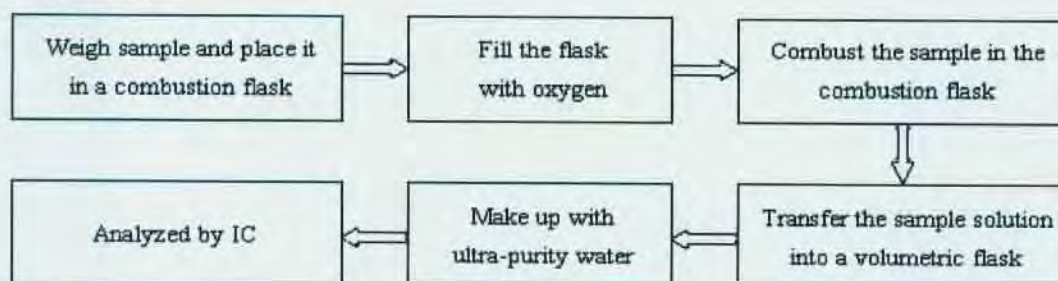 Weigh sample and place it
in a combustion flask
Fill the flask
with oxygen
Combust the sample in the
combustion flask
Transfer the sample solution
into a volumetric flask
Make up with
ultra-purity water
Analyzed by IC